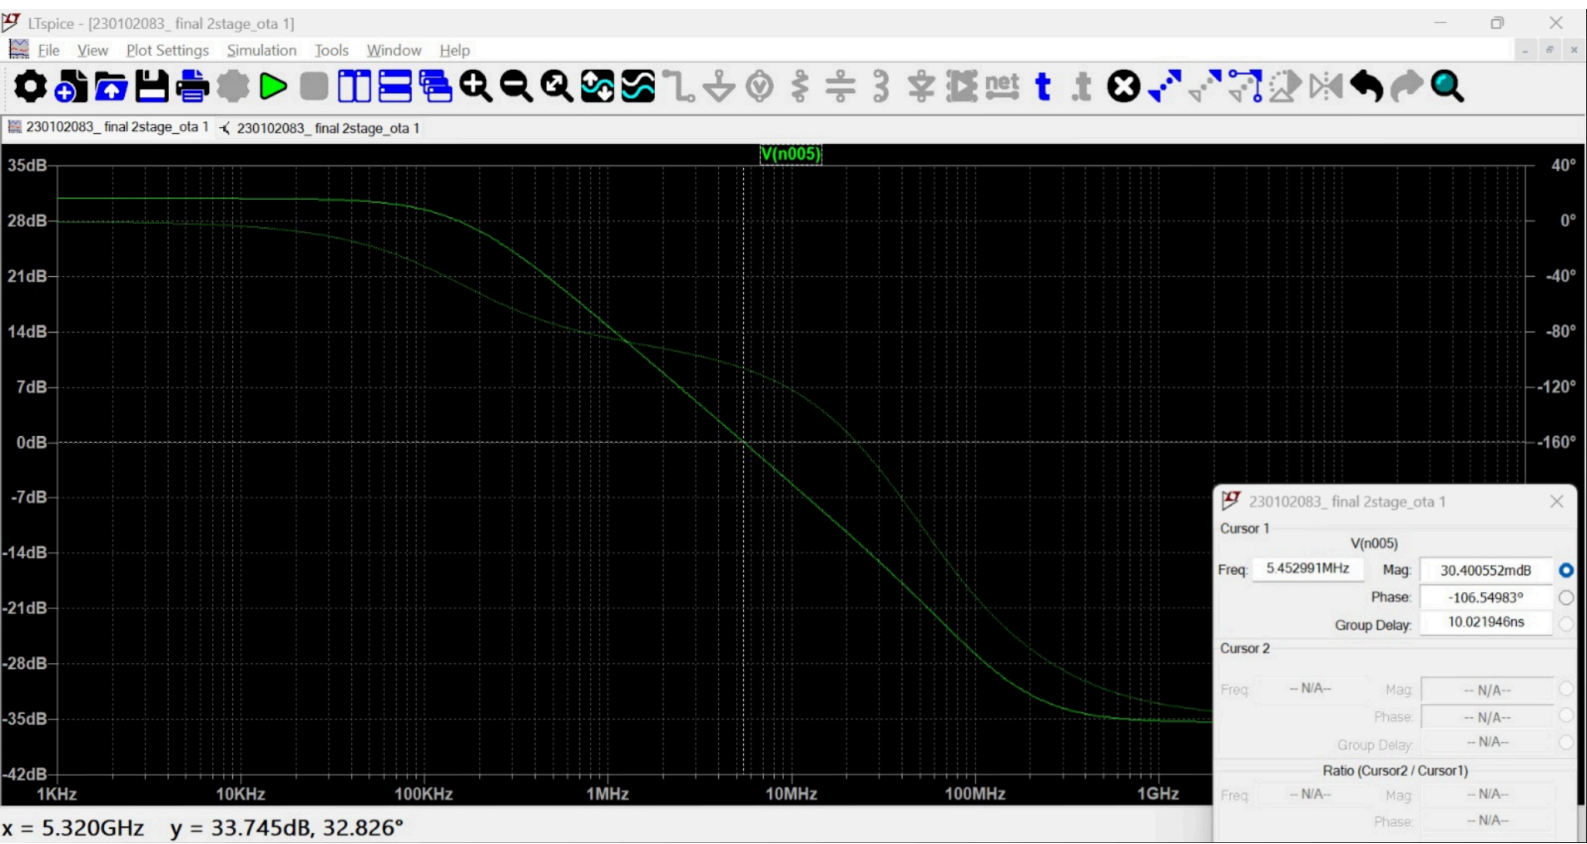 LTspice - [230102083_ final 2stage_ota 1]
File View Plot Settings Simulation Tools Window Help
net t .t
230102083_ final 2stage_ota 1 230102083_ final 2stage_ota 1
V(n005)
35dB 40°
28dB 0°
21dB -40°
14dB -80°
7dB -120°
0dB -160°
-7dB
-14dB
-21dB
-28dB
-35dB
-42dB
1KHz 10KHz 100KHz 1MHz 10MHz 100MHz 1GHz
230102083_ final 2stage_ota 1
Cursor 1
V(n005)
Freq: 5.452991MHz Mag: 30.400552mdB
Phase: -106.54983°
Group Delay: 10.021946ns
Cursor 2
Freq: -- N/A-- Mag: -- N/A--
Phase: -- N/A--
Group Delay: -- N/A--
Ratio (Cursor2 / Cursor1)
Freq: -- N/A-- Mag: -- N/A--
Phase: -- N/A--
x = 5.320GHz y = 33.745dB, 32.826°